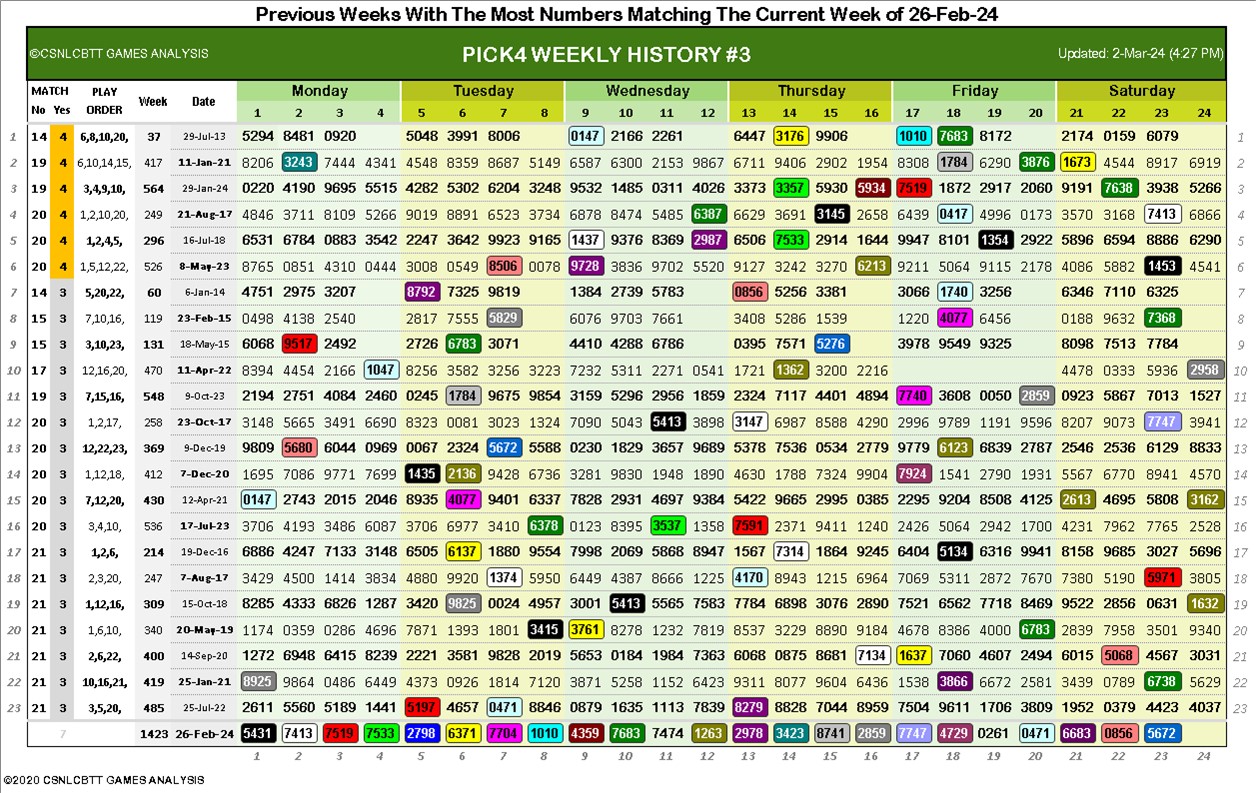 Previous Weeks With The Most Numbers Matching The Current Week of 26-Feb-24
©CSNLCBTT GAMES ANALYSIS PICK4 WEEKLY HISTORY #3 Updated: 2-Mar-24 (4:27 PM)
MATCH PLAY Week Date Monday Tuesday Wednesday Thursday Friday Saturday
No Yes ORDER 1 2 3 4 5 6 7 8 9 10 11 12 13 14 15 16 17 18 19 20 21 22 23 24
1 14 4 6,8,10,20, 37 29-Jul-13 5294 8481 0920 5048 3991 8006 0147 2166 2261 6447 3176 9906 1010 7683 8172 2174 0159 6079 1
2 19 4 6,10,14,15, 417 11-Jan-21 8206 3243 7444 4341 4548 8359 8687 5149 6587 6300 2153 9867 6711 9406 2902 1954 8308 1784 6290 3876 1673 4544 8917 6919 2
3 19 4 3,4,9,10, 564 29-Jan-24 0220 4190 9695 5515 4282 5302 6204 3248 9532 1485 0311 4026 3373 3357 5930 5934 7519 1872 2917 2060 9191 7638 3938 5266 3
4 20 4 1,2,10,20, 249 21-Aug-17 4846 3711 8109 5266 9019 8891 6523 3734 6878 8474 5485 6387 6629 3691 3145 2658 6439 0417 4996 0173 3570 3168 7413 6866 4
5 20 4 1,2,4,5, 296 16-Jul-18 6531 6784 0883 3542 2247 3642 9923 9165 1437 9376 8369 2987 6506 7533 2914 1644 9947 8101 1354 2922 5896 6594 8886 6290 5
6 20 4 1,5,12,22, 526 8-May-23 8765 0851 4310 0444 3008 0549 8506 0078 9728 3836 9702 5520 9127 3242 3270 6213 9211 5064 9115 2178 4086 5882 1453 4541 6
7 14 3 5,20,22, 60 6-Jan-14 4751 2975 3207 8792 7325 9819 1384 2739 5783 0856 5256 3381 3066 1740 3256 6346 7110 6325 7
8 15 3 7,10,16, 119 23-Feb-15 0498 4138 2540 2817 7555 5829 6076 9703 7661 3408 5286 1539 1220 4077 6456 0188 9632 7368 8
9 15 3 3,10,23, 131 18-May-15 6068 9517 2492 2726 6783 3071 4410 4288 6786 0395 7571 5276 3978 9549 9325 8098 7513 7784 9
10 17 3 12,16,20, 470 11-Apr-22 8394 4454 2166 1047 8256 3582 3256 3223 7232 5311 2271 0541 1721 1362 3200 2216 4478 0333 5936 2958 10
11 19 3 7,15,16, 548 9-Oct-23 2194 2751 4084 2460 0245 1784 9675 9854 3159 5296 2956 1859 2324 7117 4401 4894 7740 3608 0050 2859 0923 5867 7013 1527 11
12 20 3 1,2,17, 258 23-Oct-17 3148 5665 3491 6690 8323 0051 3023 1324 7090 5043 5413 3898 3147 6987 8588 4290 2996 9789 1191 9596 8207 9073 7747 3941 12
13 20 3 12,22,23, 369 9-Dec-19 9809 5680 6044 0969 0067 2324 5672 5588 0230 1829 3657 9689 5378 7536 0534 2779 9779 6123 6839 2787 2546 2536 6129 8833 13
14 20 3 1,12,18, 412 7-Dec-20 1695 7086 9771 7699 1435 2136 9428 6736 3281 9830 1948 1890 4630 1788 7324 9904 7924 1541 2790 1931 5567 6770 8941 4570 14
15 20 3 7,12,20, 430 12-Apr-21 0147 2743 2015 2046 8935 4077 9401 6337 7828 2931 4697 9384 5422 9665 2995 0385 2295 9204 8508 4125 2613 4695 5808 3162 15
16 20 3 3,4,10, 536 17-Jul-23 3706 4193 3486 6087 3706 6977 3410 6378 0123 8395 3537 1358 7591 2371 9411 1240 2426 5064 2942 1700 4231 7962 7765 2528 16
17 21 3 1,2,6, 214 19-Dec-16 6886 4247 7133 3148 6505 6137 1880 9554 7998 2069 5868 8947 1567 7314 1864 9245 6404 5134 6316 9941 8158 9685 3027 5696 17
18 21 3 2,3,20, 247 7-Aug-17 3429 4500 1414 3834 4880 9920 1374 5950 6449 4387 8666 1225 4170 8943 1215 6964 7069 5311 2872 7670 7380 5190 5971 3805 18
19 21 3 1,12,16, 309 15-Oct-18 8285 4333 6826 1287 3420 9825 0024 4957 3001 5413 5565 7583 7784 6898 3076 2890 7521 6562 7718 8469 9522 2856 0631 1632 19
20 21 3 1,6,10, 340 20-May-19 1174 0359 0286 4696 7871 1393 1801 3415 3761 8278 1232 7819 8537 3229 8890 9184 4678 8386 4000 6783 2839 7958 3501 9340 20
21 21 3 2,6,22, 400 14-Sep-20 1272 6948 6415 8239 2221 3581 9828 2019 5653 0184 1984 7363 6068 0875 8681 7134 1637 7060 4607 2494 6015 5068 4567 3031 21
22 21 3 10,16,21, 419 25-Jan-21 8925 9864 0486 6449 4373 0926 1814 7120 3871 5258 1152 6423 9311 8077 9604 6436 1538 3866 6672 2581 3439 0789 6738 5629 22
23 21 3 3,5,20, 485 25-Jul-22 2611 5560 5189 1441 5197 4657 0471 8846 0879 1635 1113 7839 8279 8828 7044 8959 7504 9611 1706 3809 1952 0379 4423 4037 23
7 1423 26-Feb-24 5431 7413 7519 7533 2798 6371 7704 1010 4359 7683 7474 1263 2978 3423 8741 2859 7747 4729 0261 0471 6683 0856 5672
1 2 3 4 5 6 7 8 9 10 11 12 13 14 15 16 17 18 19 20 21 22 23 24
©2020 CSNLCBTT GAMES ANALYSIS